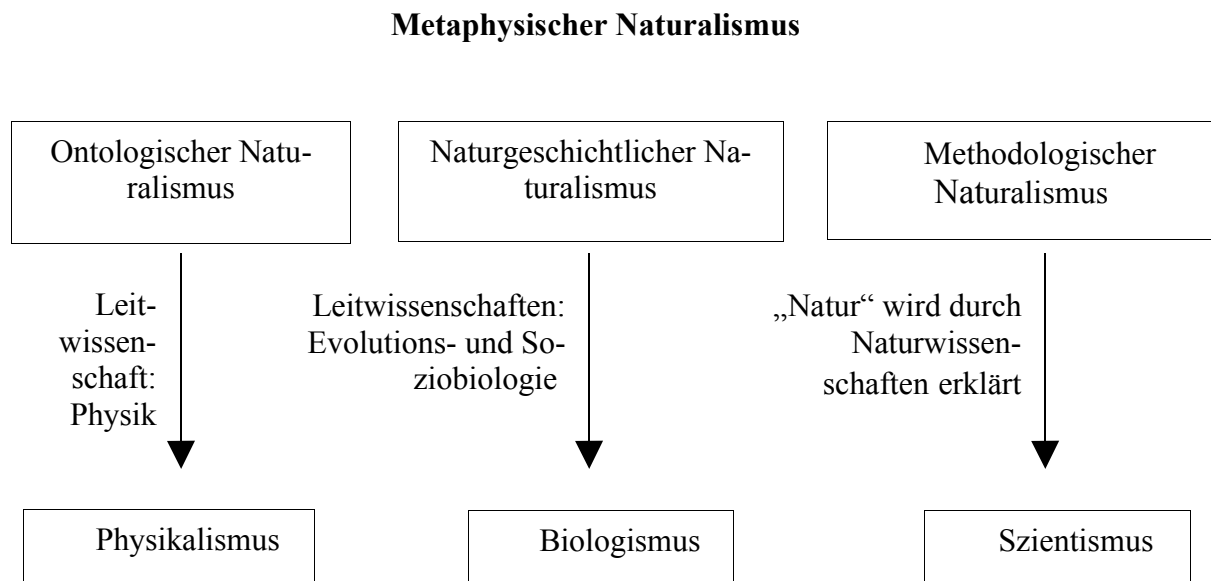 Metaphysischer Naturalismus
Ontologischer Natu-
ralismus
Naturgeschichtlicher Na-
turalismus
Methodologischer
Naturalismus
Leit-
wissen-
schaft:
Physik
Leitwissenschaften:
Evolutions- und So-
ziobiologie
„Natur“ wird durch
Naturwissen-
schaften erklärt
Physikalismus
Biologismus
Szientismus